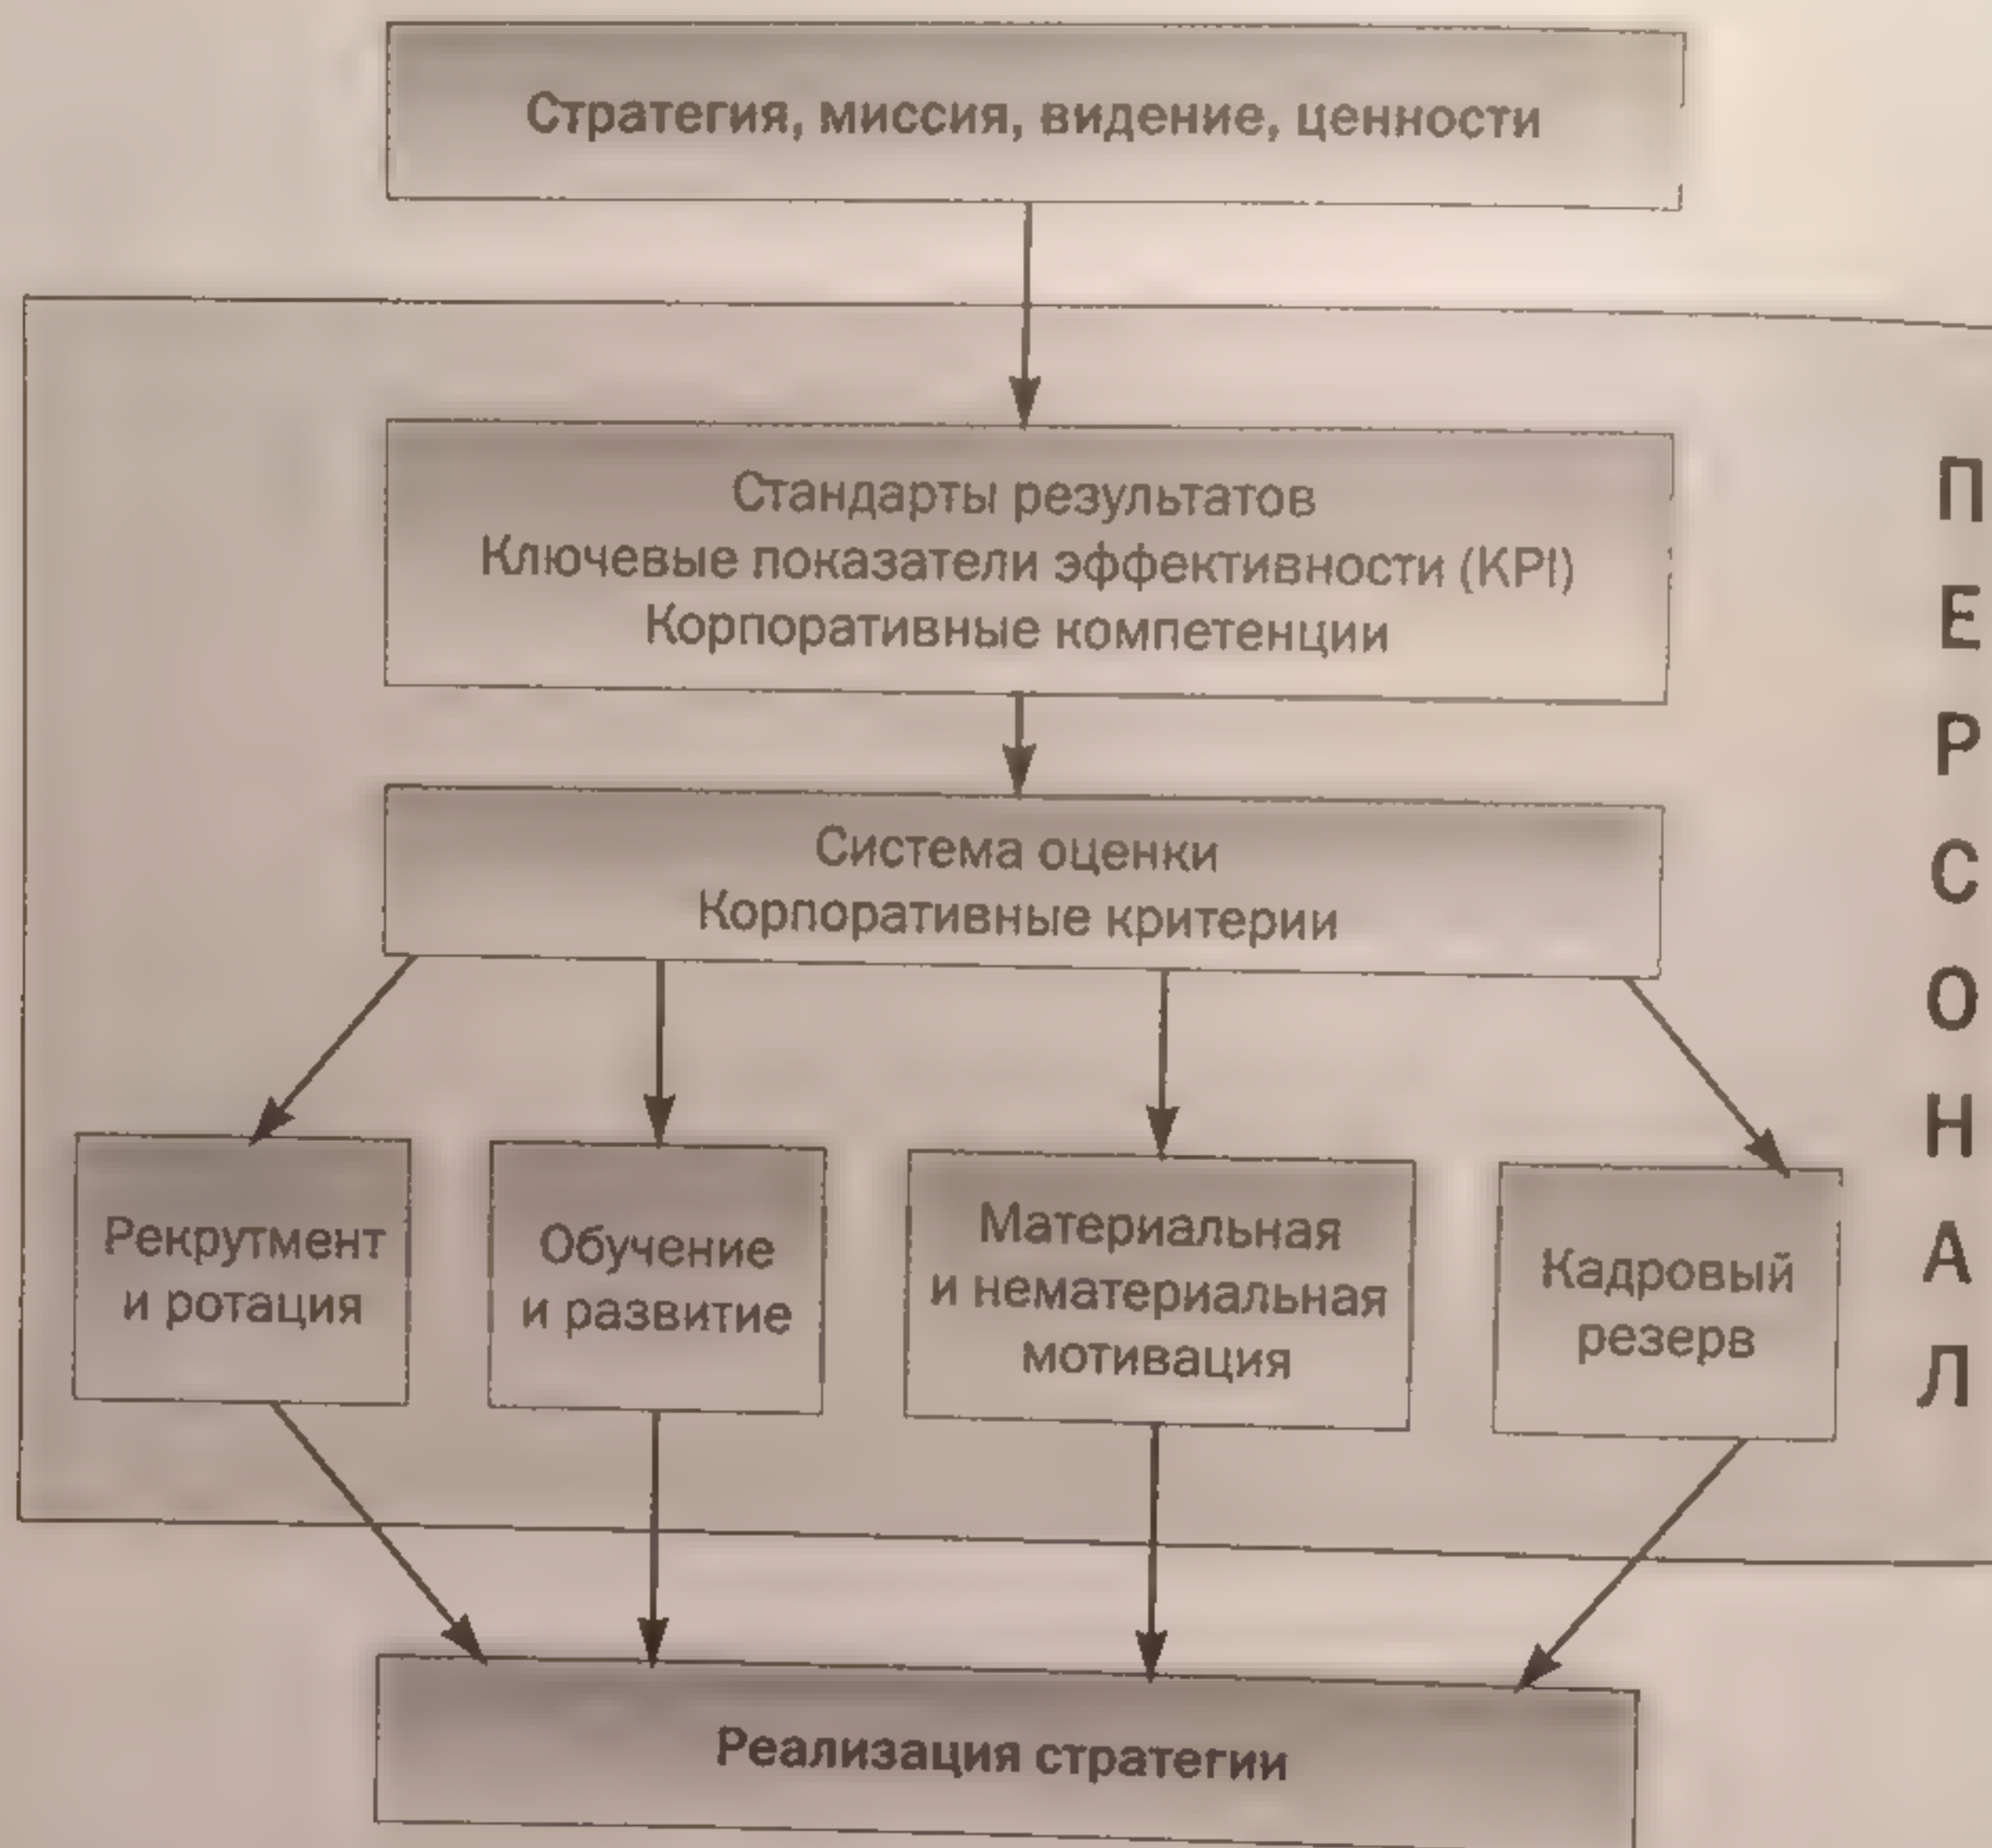 Стратегия, миссия, видение, ценности
Стандарты результатов
Ключевые показатели эффективности (KPI)
Корпоративные компетенции
Система оценки
Корпоративные критерии
Рекрутмент
и ротация
Обучение
и развитие
Материальная
и нематериальная
мотивация
Кадровый
резерв
ПЕРСОНАЛ
Реализация стратегии